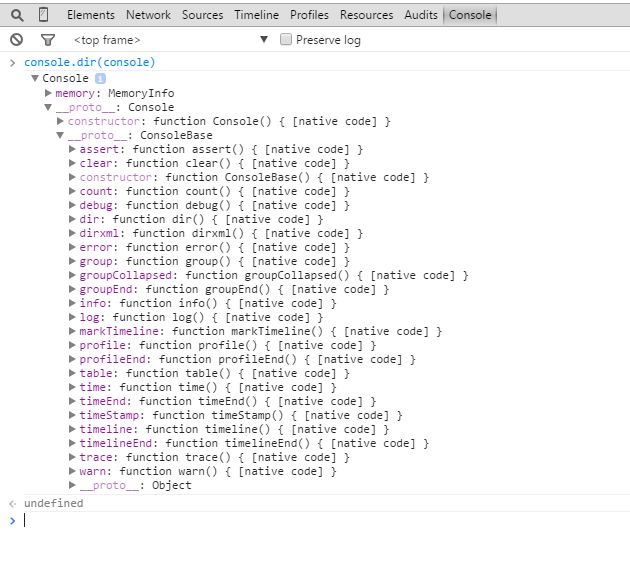 Elements Network Sources Timeline Profiles Resources Audits Console
<top frame> Preserve log
console.dir(console)
Console i
memory: MemoryInfo
__proto__: Console
constructor: function Console() { [native code] }
__proto__: ConsoleBase
assert: function assert() { [native code] }
clear: function clear() { [native code] }
constructor: function ConsoleBase() { [native code] }
count: function count() { [native code] }
debug: function debug() { [native code] }
dir: function dir() { [native code] }
dirxml: function dirxml() { [native code] }
error: function error() { [native code] }
group: function group() { [native code] }
groupCollapsed: function groupCollapsed() { [native code] }
groupEnd: function groupEnd() { [native code] }
info: function info() { [native code] }
log: function log() { [native code] }
markTimeline: function markTimeline() { [native code] }
profile: function profile() { [native code] }
profileEnd: function profileEnd() { [native code] }
table: function table() { [native code] }
time: function time() { [native code] }
timeEnd: function timeEnd() { [native code] }
timeStamp: function timeStamp() { [native code] }
timeline: function timeline() { [native code] }
timelineEnd: function timelineEnd() { [native code] }
trace: function trace() { [native code] }
warn: function warn() { [native code] }
__proto__: Object
undefined